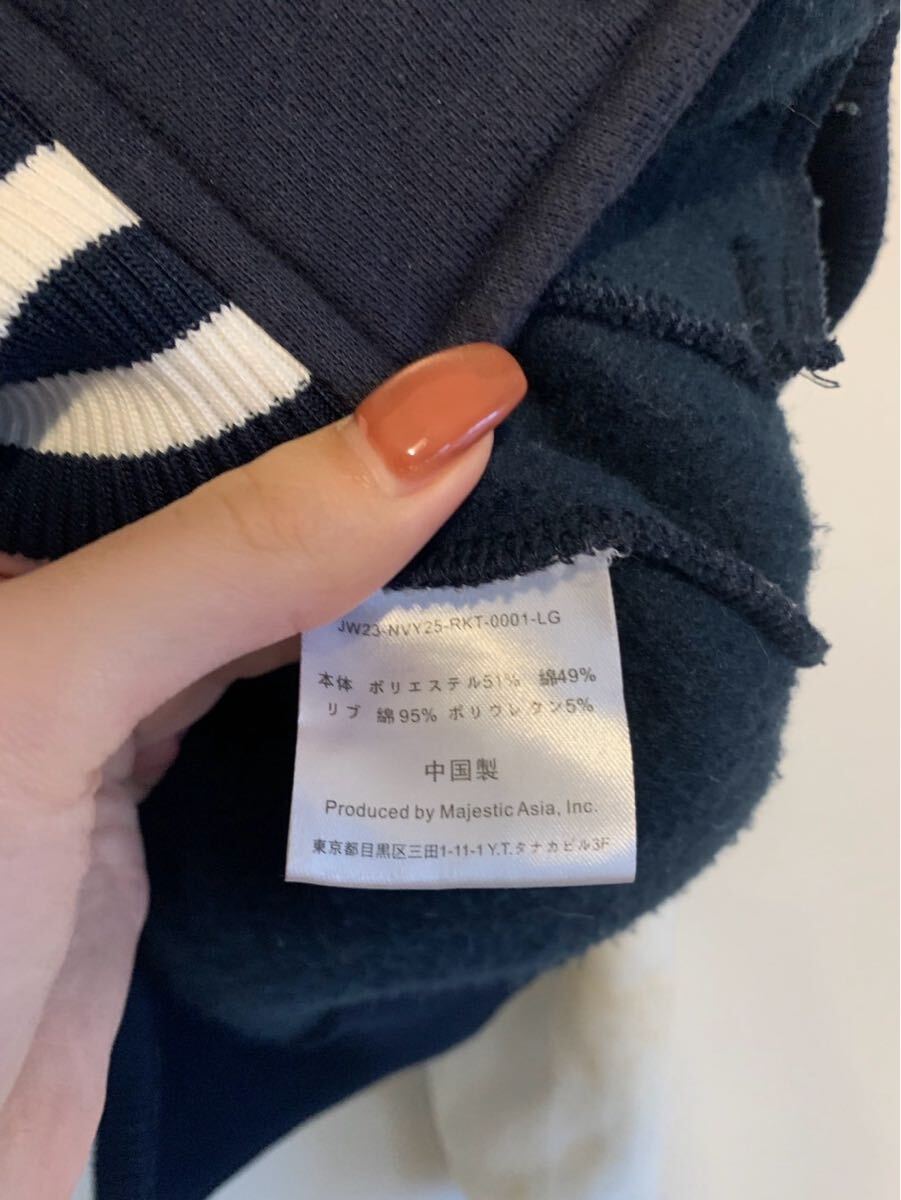 JW23-NVY25-RKT-0001-LG
本体 ポリエステル51% 綿49%
リブ 綿95% ポリウレタン5%
中国製
Produced by Majestic Asia, Inc.
東京都目黒区三田1-11-1 Y.T.タナカビル3F